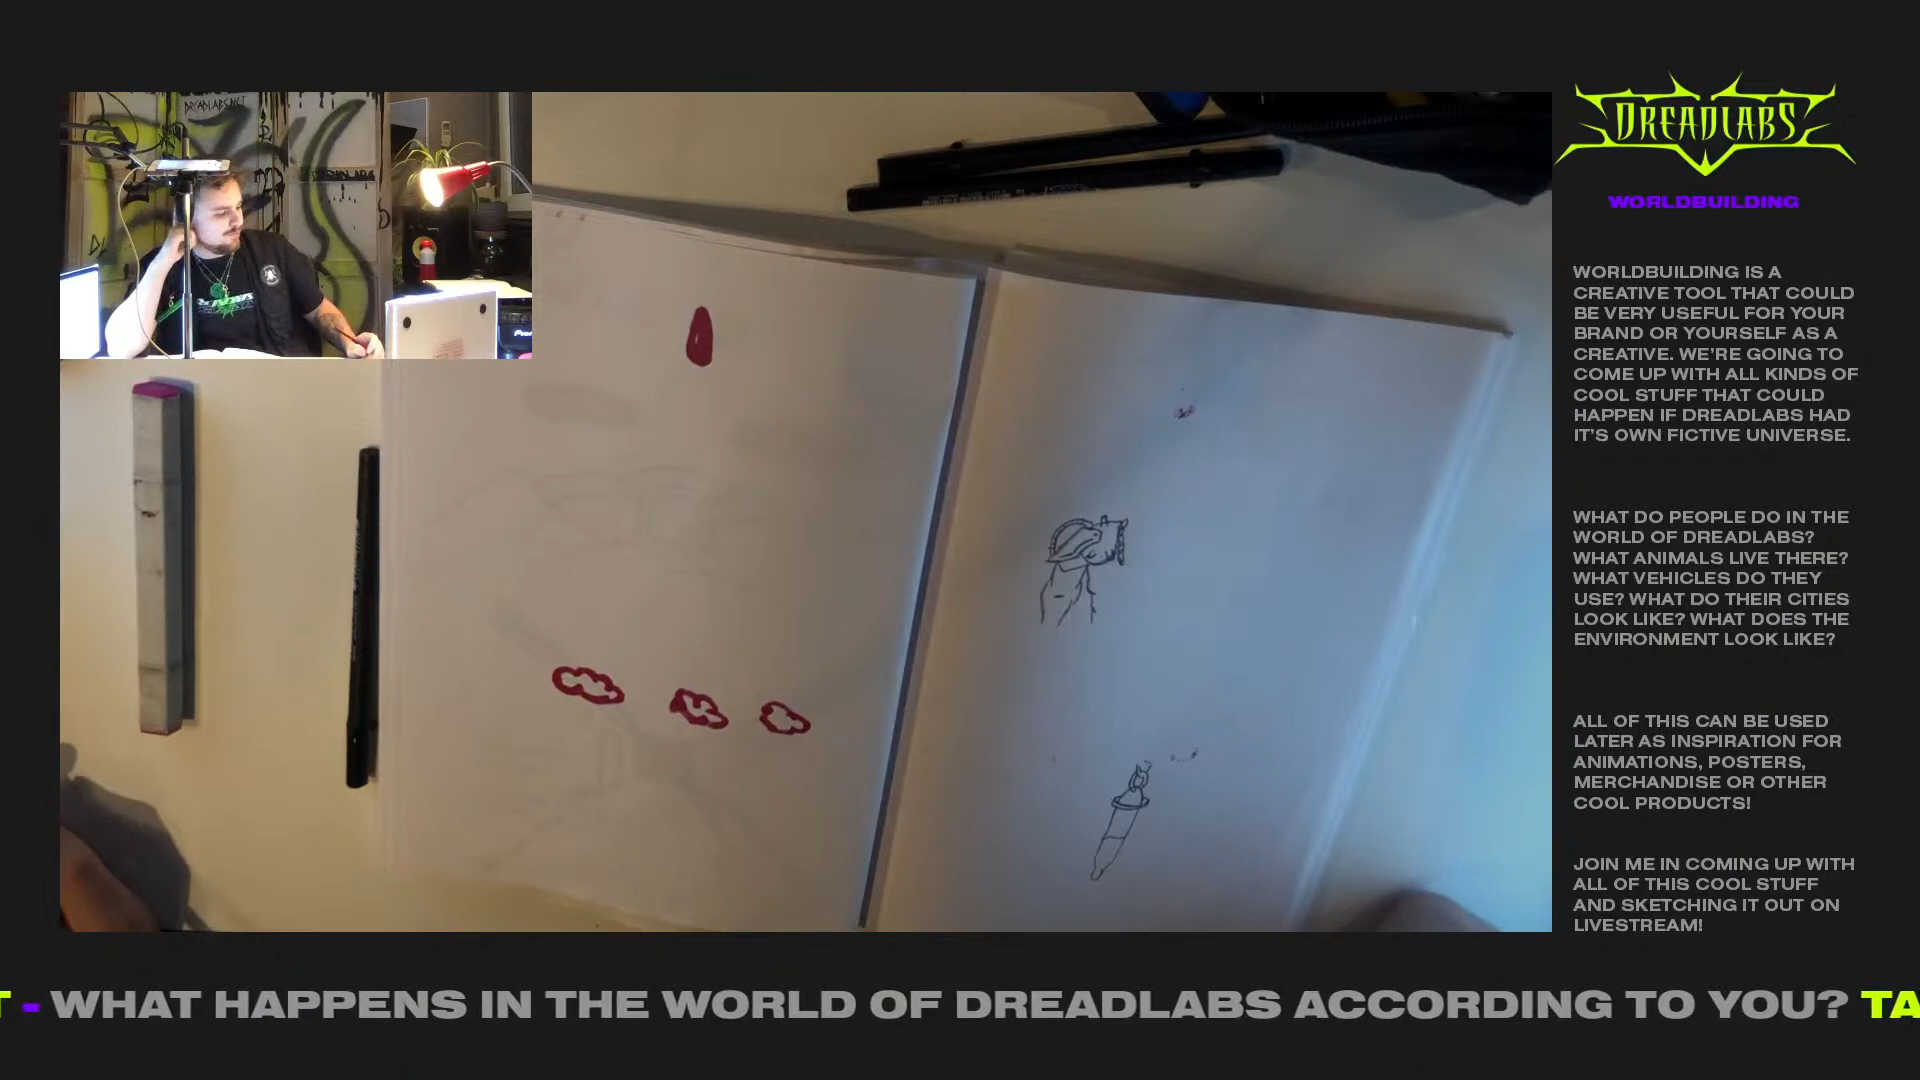 DREADLABS.NET
DREADLABS
WORLDBUILDING
WORLDBUILDING IS A
CREATIVE TOOL THAT COULD
BE VERY USEFUL FOR YOUR
BRAND OR YOURSELF AS A
CREATIVE. WE'RE GOING TO
COME UP WITH ALL KINDS OF
COOL STUFF THAT COULD
HAPPEN IF DREADLABS HAD
IT'S OWN FICTIVE UNIVERSE.
WHAT DO PEOPLE DO IN THE
WORLD OF DREADLABS?
WHAT ANIMALS LIVE THERE?
WHAT VEHICLES DO THEY
USE? WHAT DO THEIR CITIES
LOOK LIKE? WHAT DOES THE
ENVIRONMENT LOOK LIKE?
ALL OF THIS CAN BE USED
LATER AS INSPIRATION FOR
ANIMATIONS, POSTERS,
MERCHANDISE OR OTHER
COOL PRODUCTS!
JOIN ME IN COMING UP WITH
ALL OF THIS COOL STUFF
AND SKETCHING IT OUT ON
LIVESTREAM!
T - WHAT HAPPENS IN THE WORLD OF DREADLABS ACCORDING TO YOU? TA